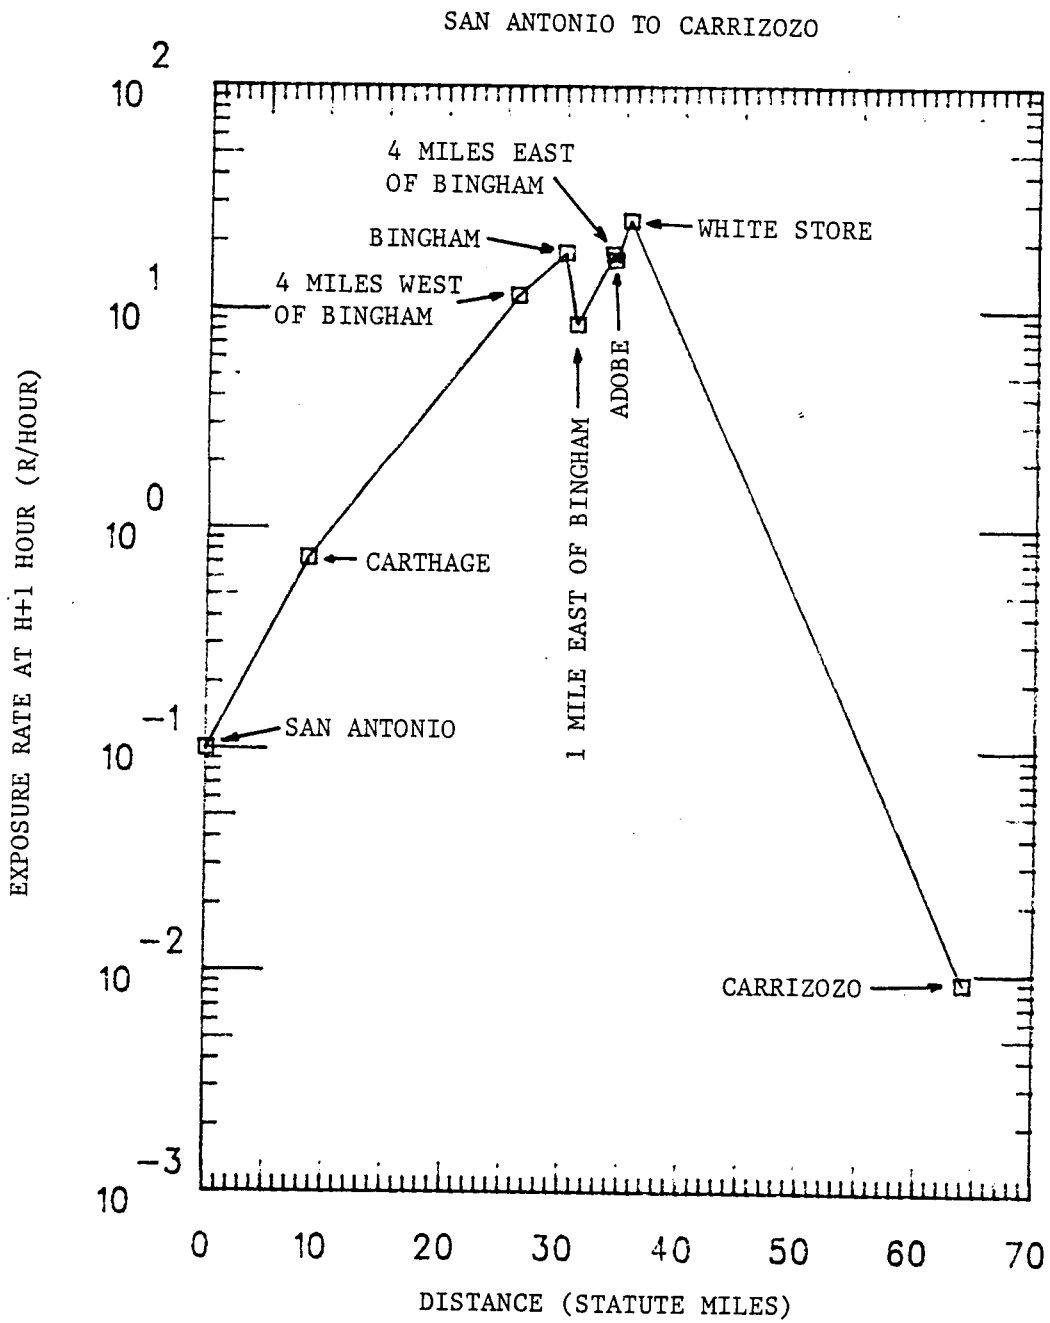 SAN ANTONIO TO CARRIZOZO
10 2
4 MILES EAST
OF BINGHAM
WHITE STORE
BINGHAM
4 MILES WEST
OF BINGHAM
10 1
ADOBE
1 MILE EAST OF BINGHAM
10 0
CARTHAGE
EXPOSURE RATE AT H+1 HOUR (R/HOUR)
10 -1
SAN ANTONIO
10 -2
CARRIZOZO
10 -3
0 10 20 30 40 50 60 70
DISTANCE (STATUTE MILES)